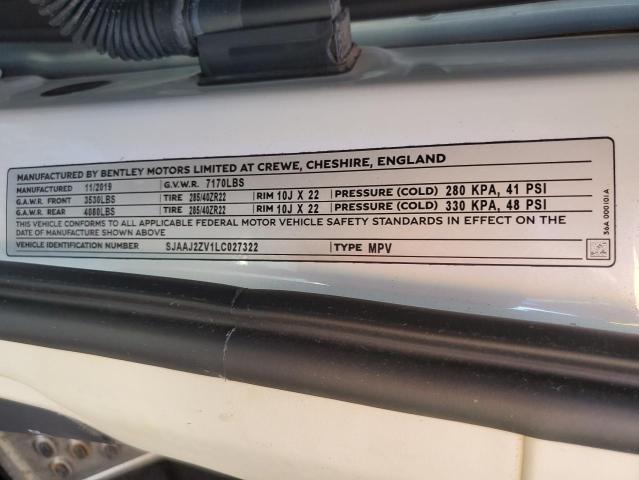 MANUFACTURED BY BENTLEY MOTORS LIMITED AT CREWE, CHESHIRE, ENGLAND
MANUFACTURED 11/2019 G.V.W.R. 7170LBS
G.A.W.R. FRONT 3530LBS TIRE 285/40ZR22 RIM 10J X 22 PRESSURE (COLD) 280 KPA, 41 PSI
G.A.W.R. REAR 4080LBS TIRE 285/40ZR22 RIM 10J X 22 PRESSURE (COLD) 330 KPA, 48 PSI
THIS VEHICLE CONFORMS TO ALL APPLICABLE FEDERAL MOTOR VEHICLE SAFETY STANDARDS IN EFFECT ON THE
DATE OF MANUFACTURE SHOWN ABOVE
VEHICLE IDENTIFICATION NUMBER SJAAJ2ZV1LC027322 TYPE MPV
36A 000101A